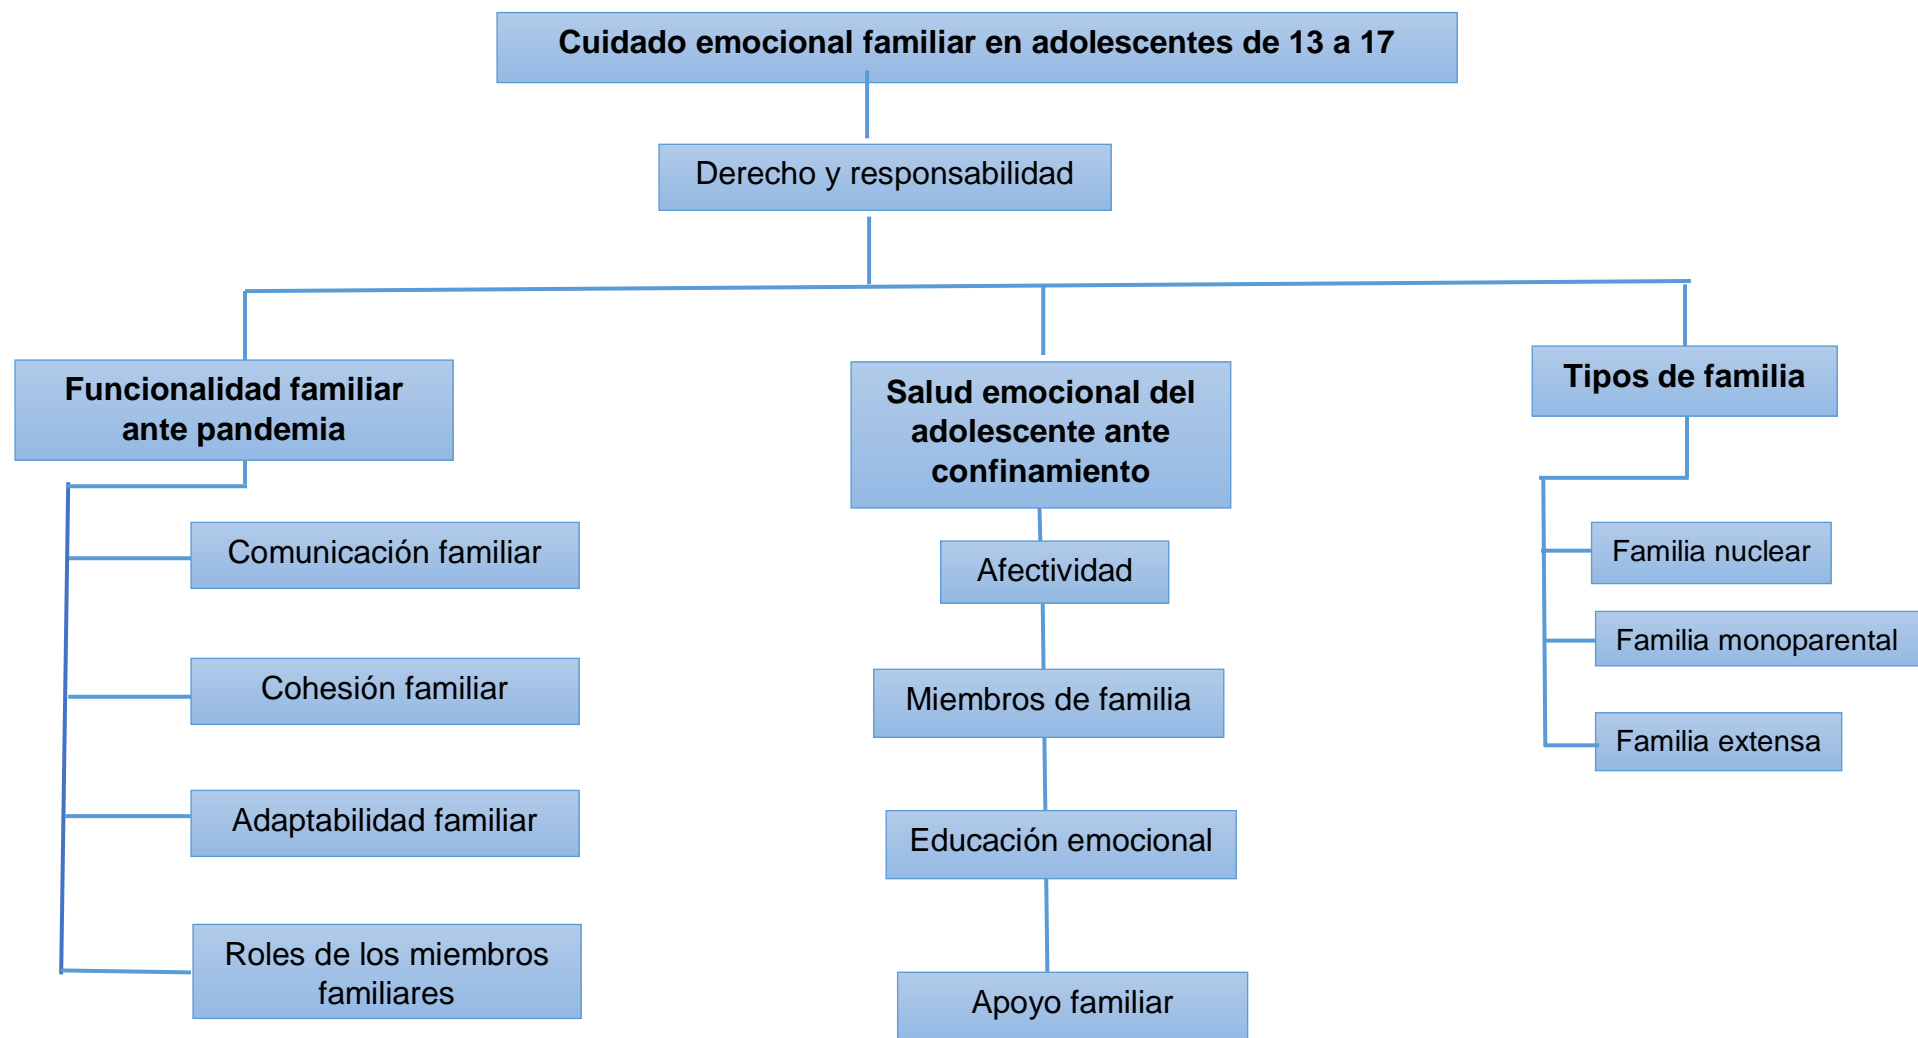 Cuidado emocional familiar en adolescentes de 13 a 17
Derecho y responsabilidad
Funcionalidad familiar
ante pandemia
Comunicación familiar
Cohesión familiar
Adaptabilidad familiar
Roles de los miembros
familiares
Salud emocional del
adolescente ante
confinamiento
Afectividad
Miembros de familia
Educación emocional
Apoyo familiar
Tipos de familia
Familia nuclear
Familia monoparental
Familia extensa